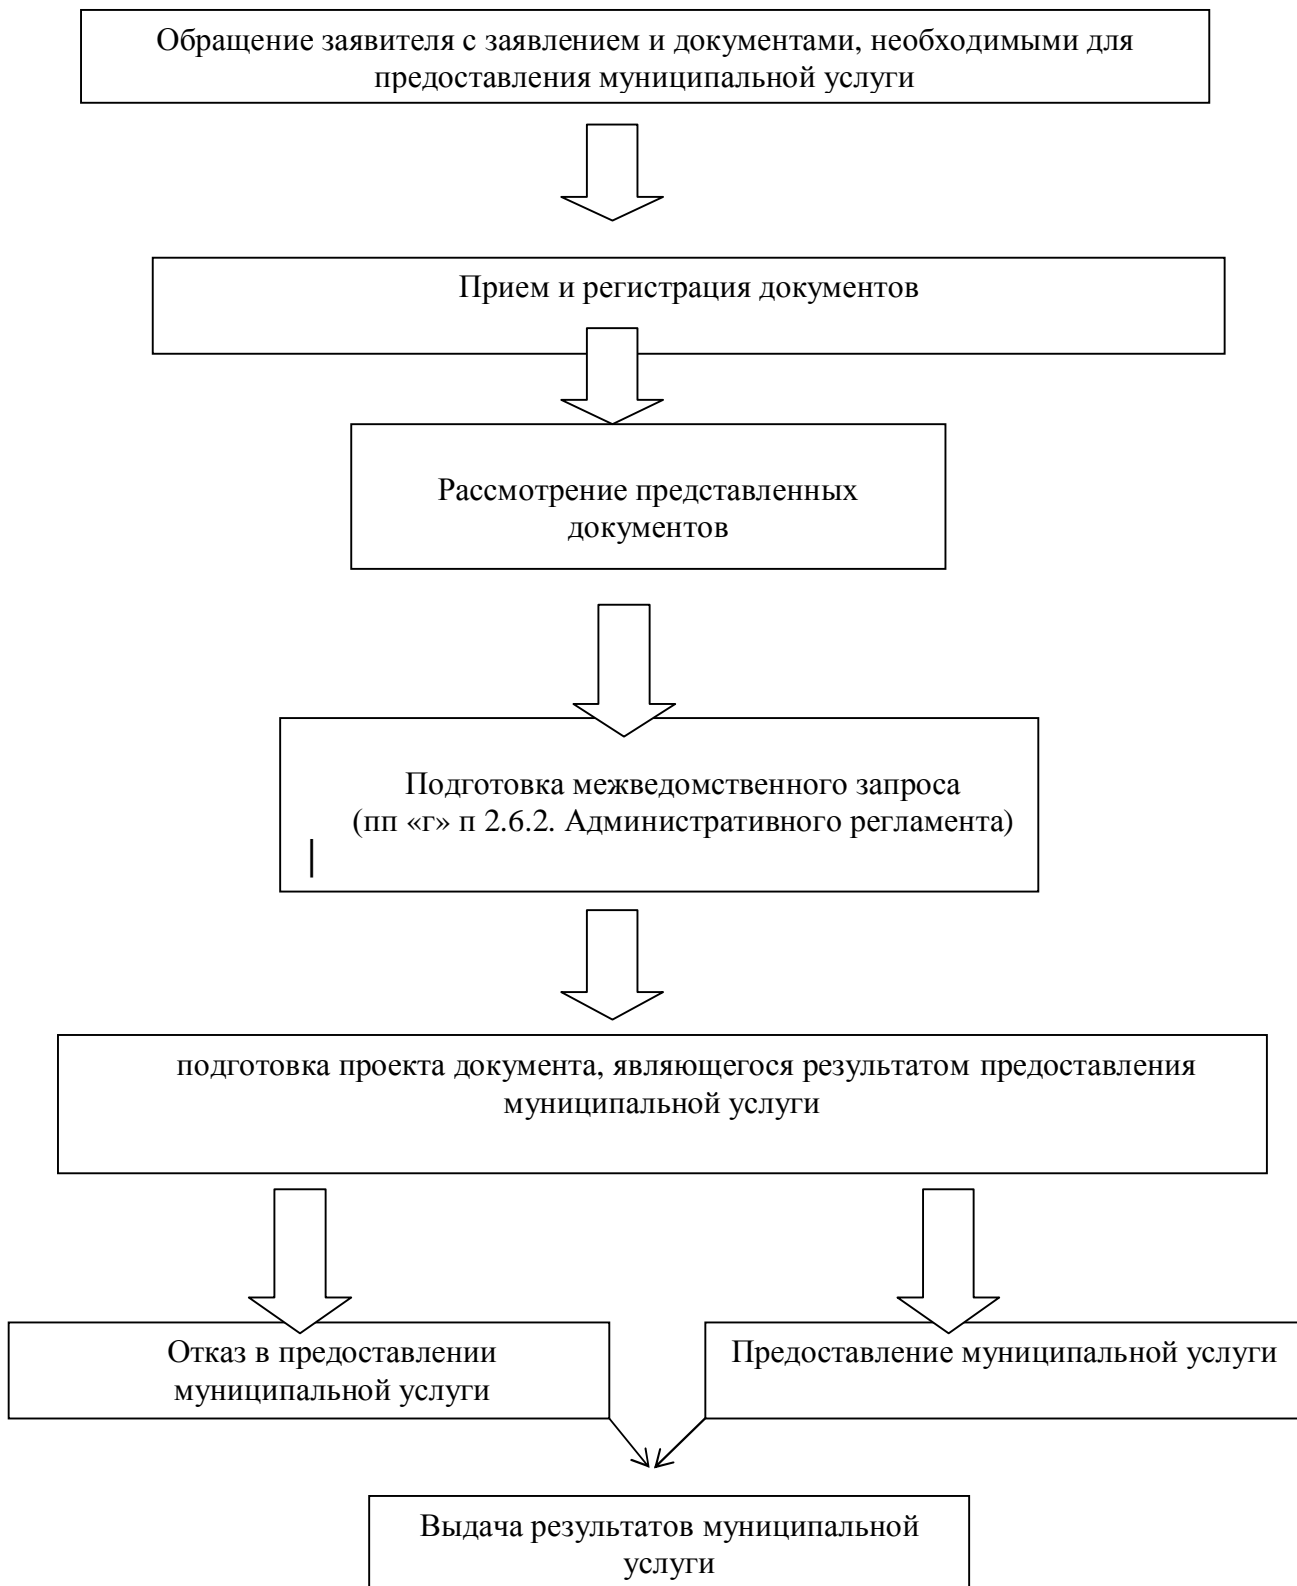 Обращение заявителя с заявлением и документами, необходимыми для
предоставления муниципальной услуги
Прием и регистрация документов
Рассмотрение представленных
документов
Подготовка межведомственного запроса
(пп «г» п 2.6.2. Административного регламента)
подготовка проекта документа, являющегося результатом предоставления
муниципальной услуги
Отказ в предоставлении
муниципальной услуги
Предоставление муниципальной услуги
Выдача результатов муниципальной
услуги